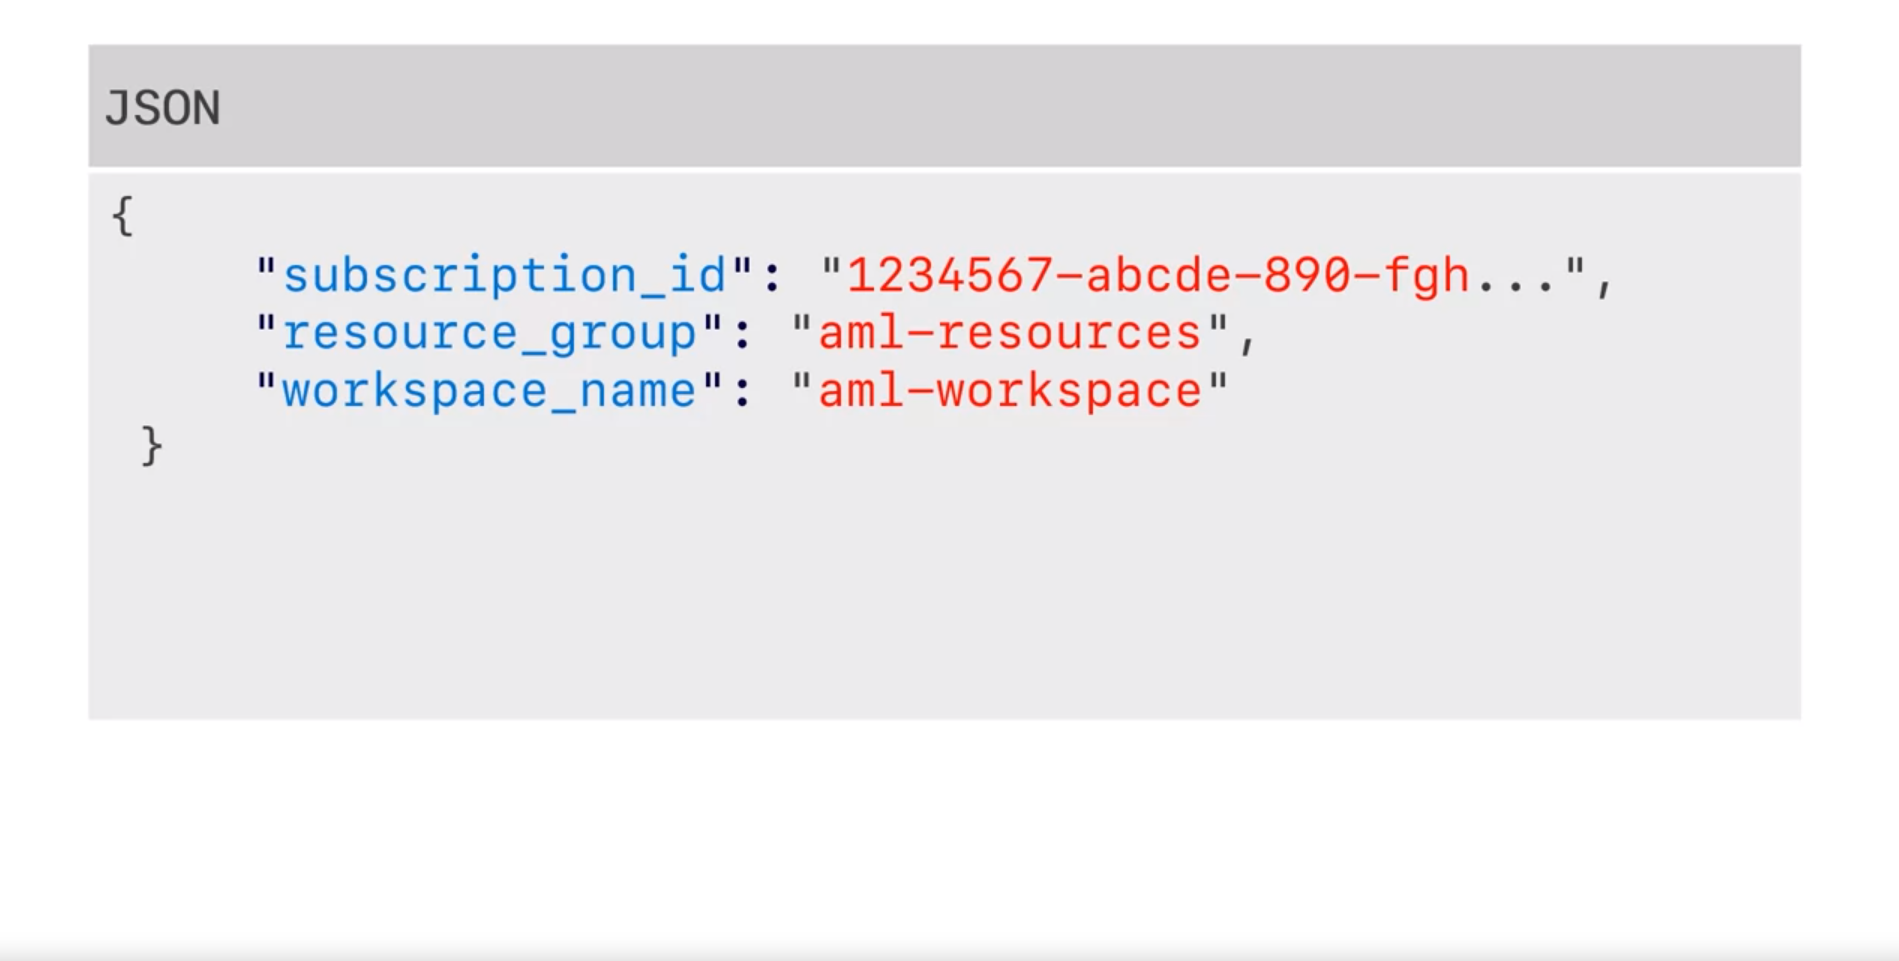 JSON
{
"subscription_id": "1234567-abcde-890-fgh...",
"resource_group": "aml-resources",
"workspace_name": "aml-workspace"
}